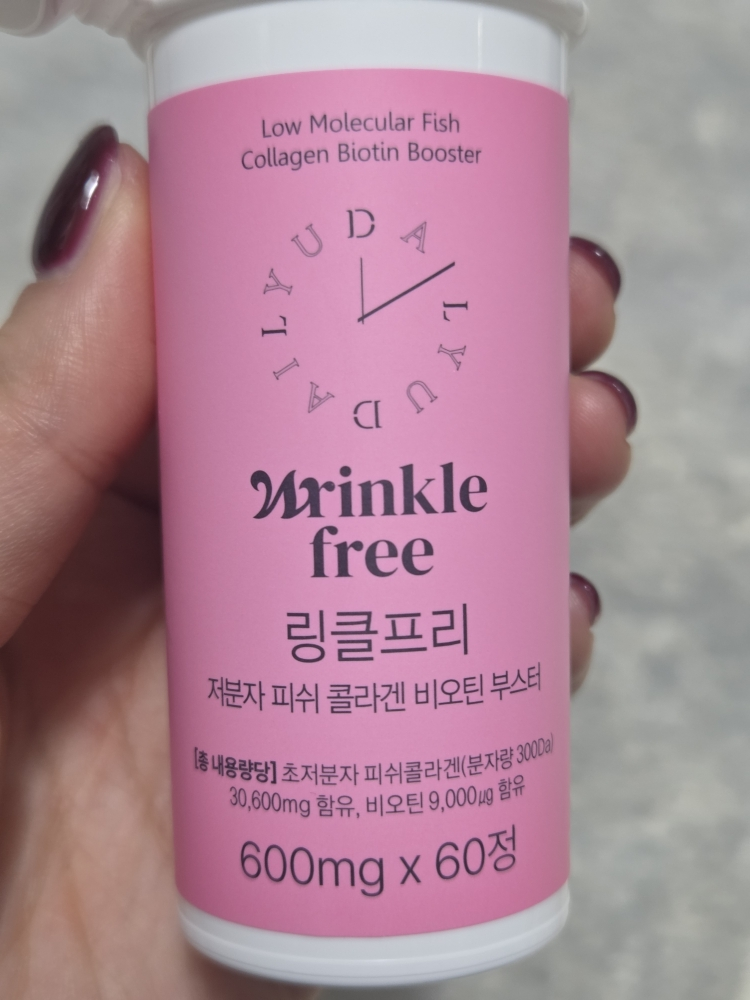 Low Molecular Fish
Collagen Biotin Booster
DAILYU DAILYU
Wrinkle
free
링클프리
저분자 피쉬 콜라겐 비오틴 부스터
[총 내용량당] 초저분자 피쉬콜라겐(분자량 300Da)
30,600mg 함유, 비오틴 9,000㎍ 함유
600mg x 60정